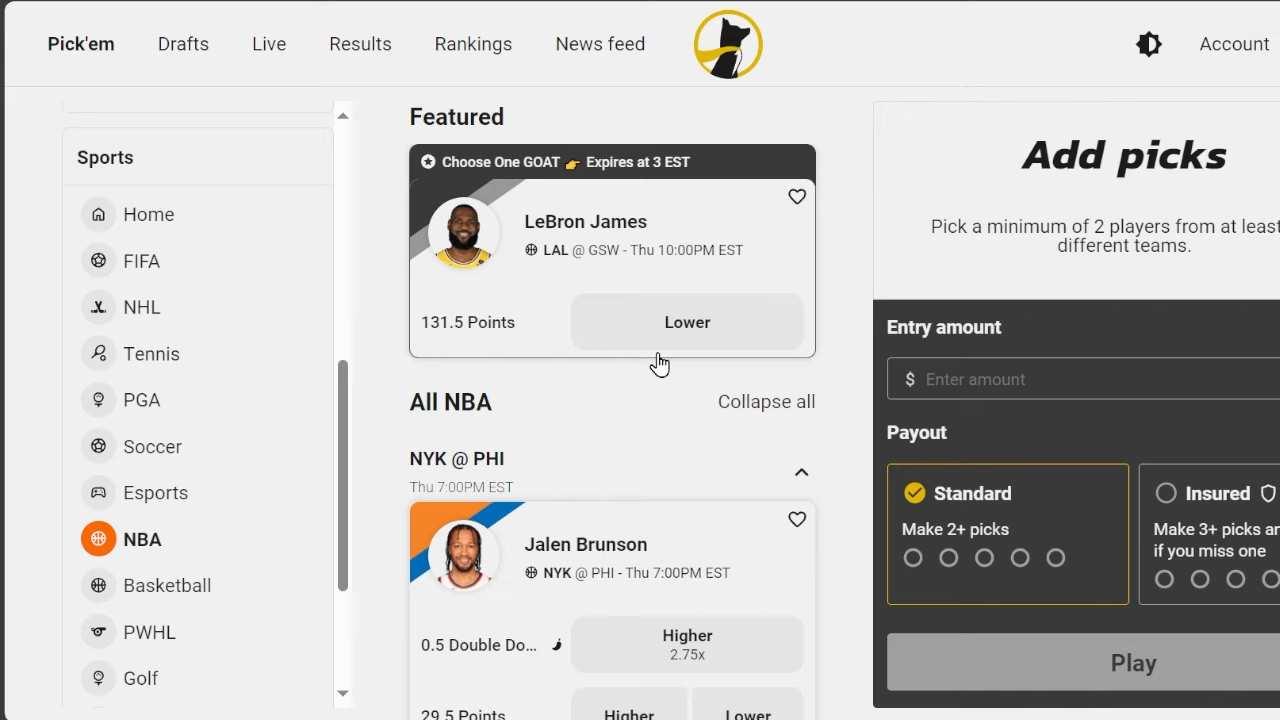 Pick'em Drafts Live Results Rankings News feed Account
Sports
Home
FIFA
NHL
Tennis
PGA
Soccer
Esports
NBA
Basketball
PWHL
Golf
Featured
Choose One GOAT 👉 Expires at 3 EST
LeBron James
LAL @ GSW - Thu 10:00PM EST
131.5 Points Lower
All NBA Collapse all
NYK @ PHI
Thu 7:00PM EST
Jalen Brunson
NYK @ PHI - Thu 7:00PM EST
0.5 Double Do... Higher
2.75x
29.5 Points Higher Lower
Add picks
Pick a minimum of 2 players from at least
different teams.
Entry amount
$ Enter amount
Payout
Standard
Make 2+ picks
Insured
Make 3+ picks an
if you miss one
Play